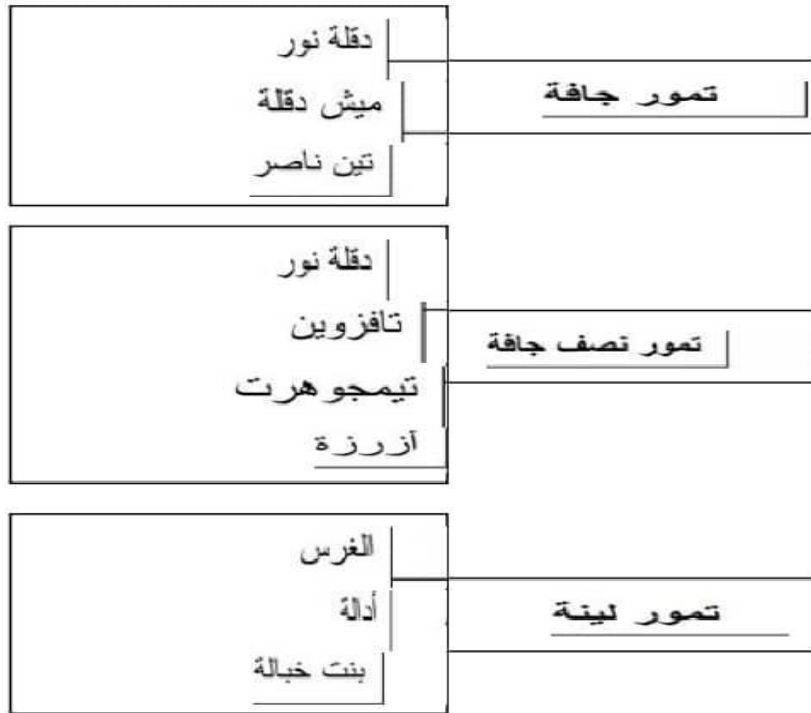 تمور جافة
دقلة نور
ميش دقلة
تين ناصر
تمور نصف جافة
دقلة نور
تافزوين
تيمجوهرت
آزرزة
تمور لينة
الغرس
أدالة
بنت خبالة